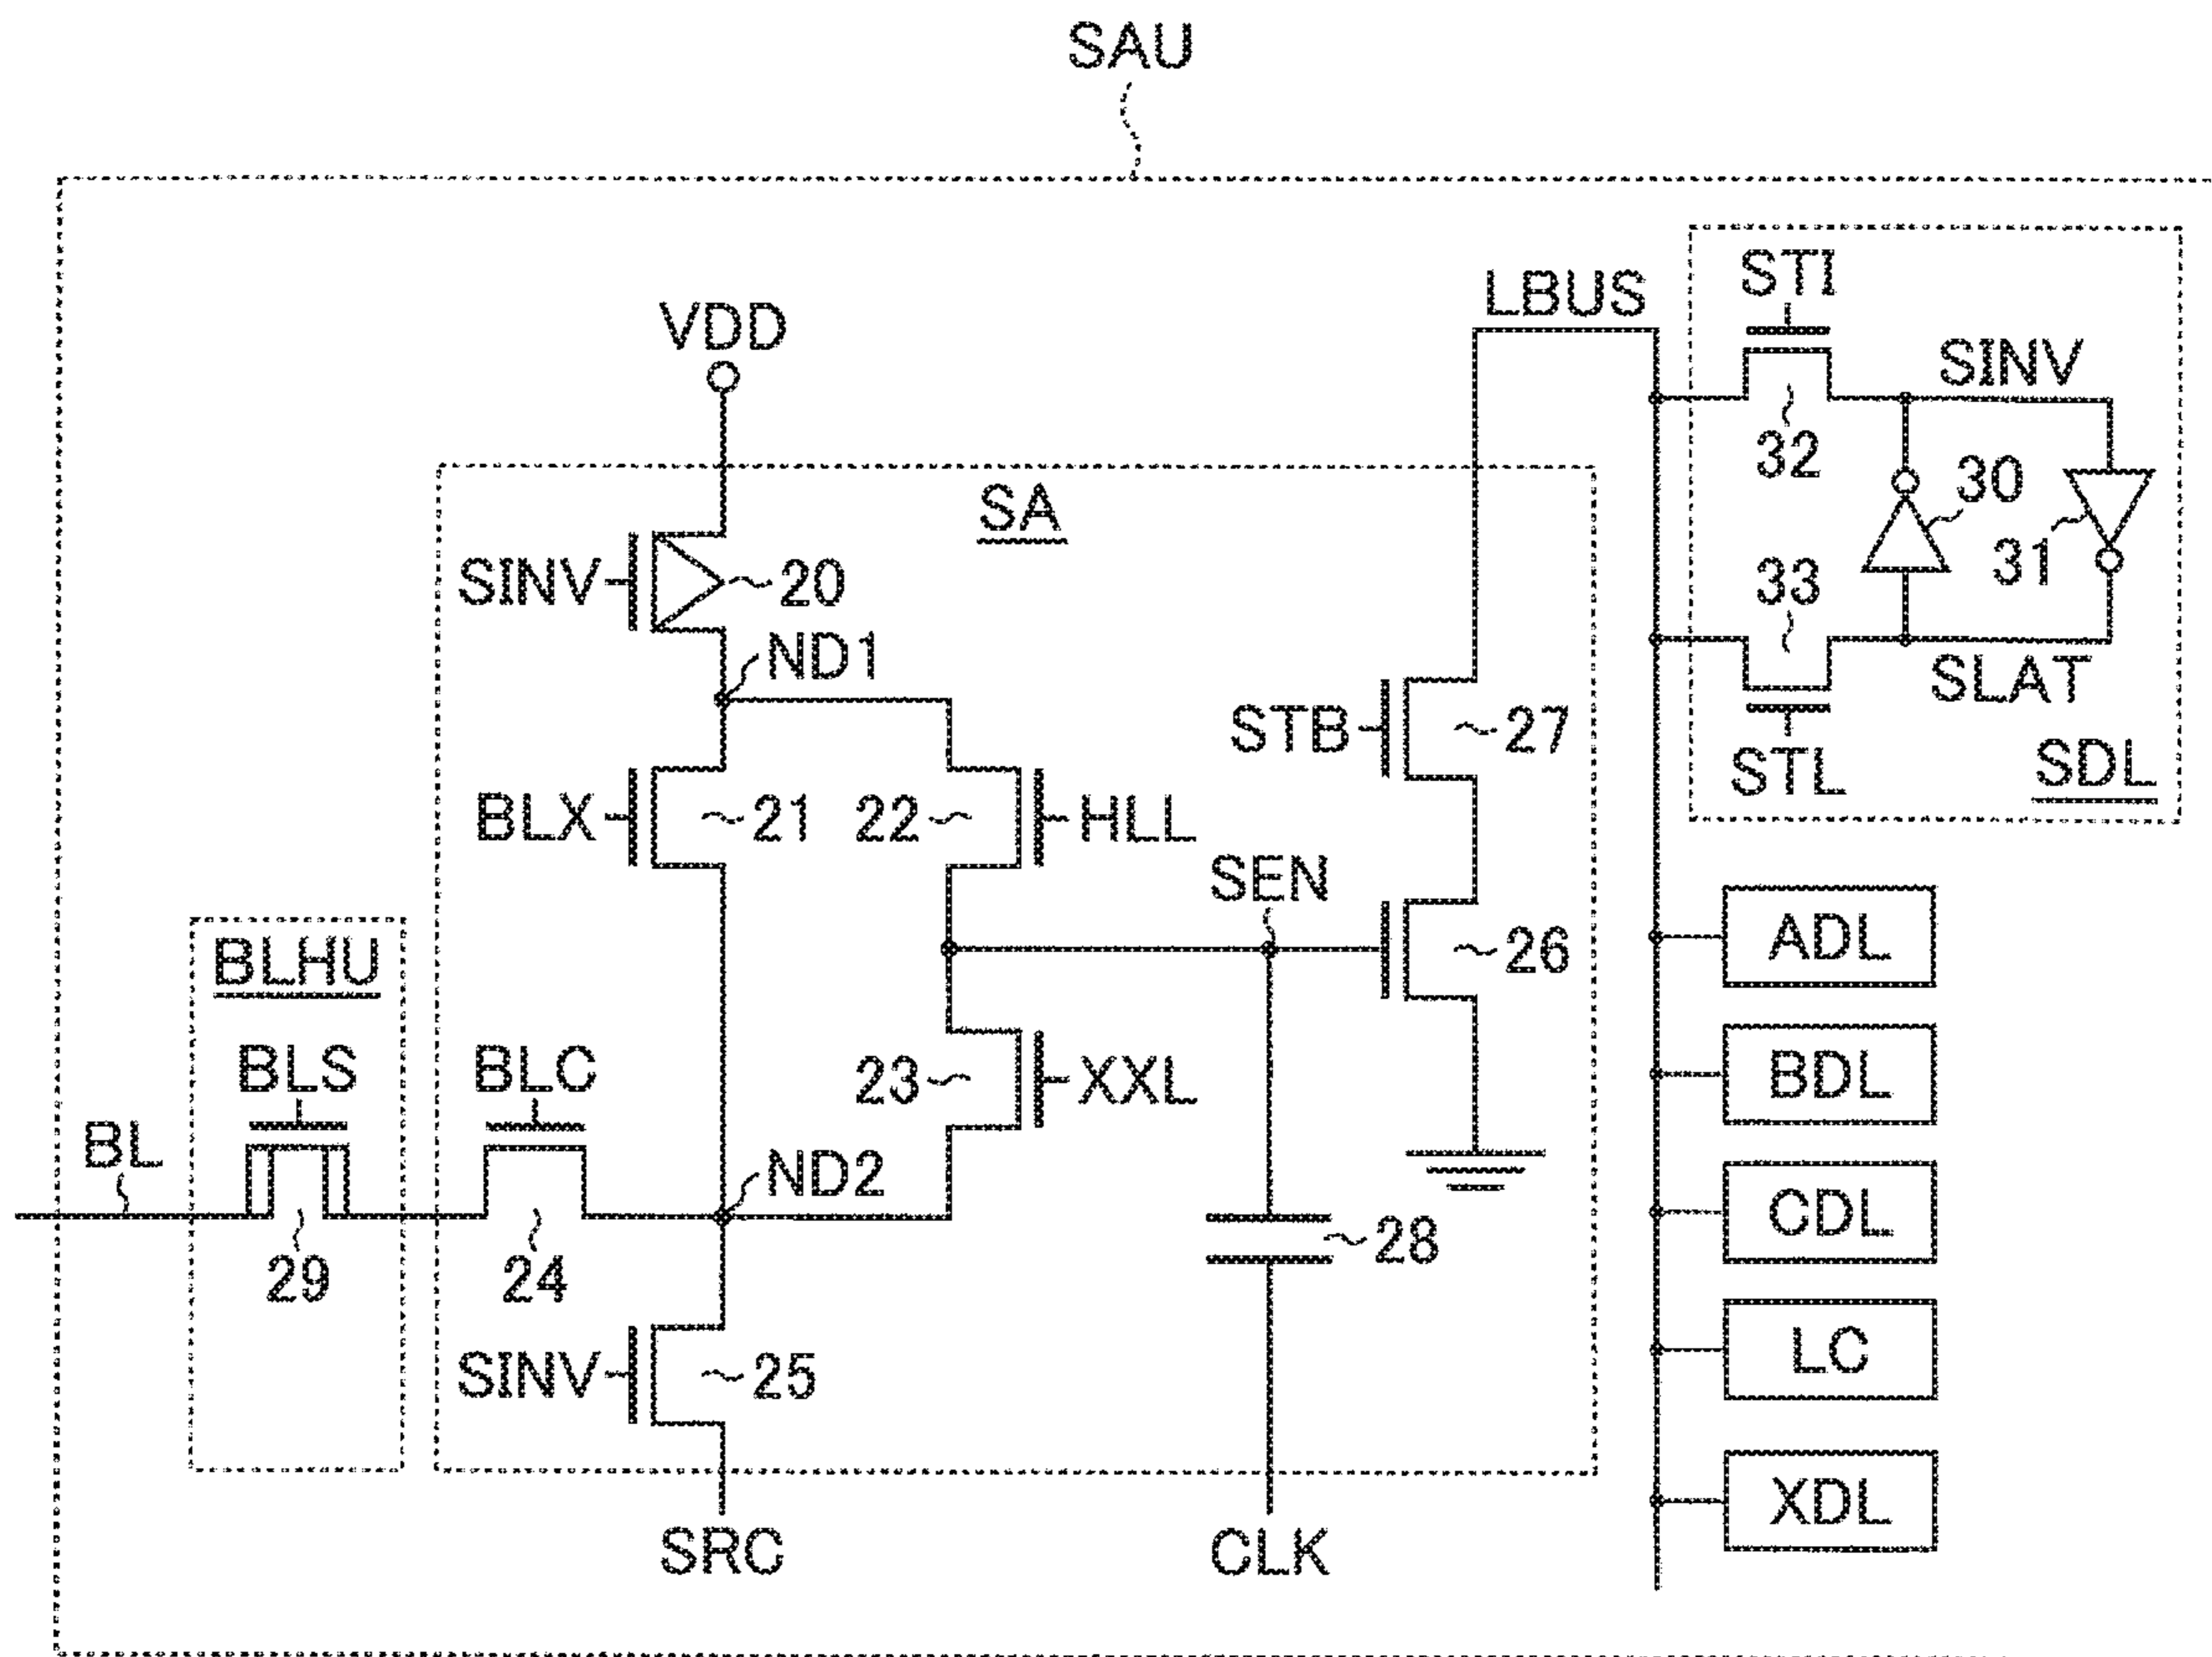 SAU
LBUS
STI
VDD
SINV
32
SA
30
31
SINV
20
33
ND1
SLAT
STB
27
STL
SDL
BLX
21
22
HLL
SEN
ADL
BLHU
26
BLS
BLC
23
XXL
BDL
BL
ND2
CDL
29
24
28
LC
SINV
25
XDL
SRC
CLK